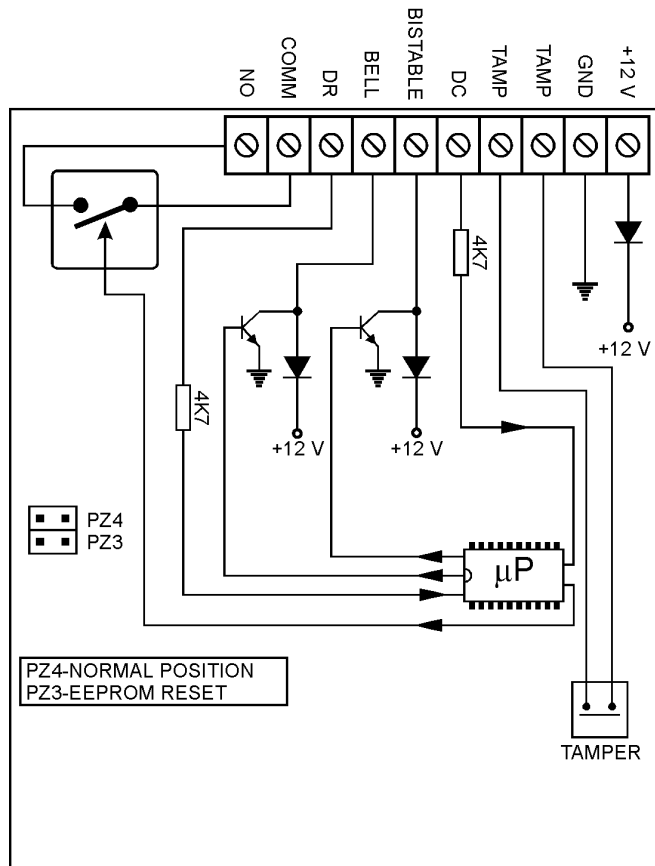 NO
COMM
DR
BELL
BISTABLE
DC
TAMP
TAMP
GND
+12 V
4K7
+12 V
4K7
+12 V
+12 V
PZ4
PZ3
µP
PZ4-NORMAL POSITION
PZ3-EEPROM RESET
TAMPER